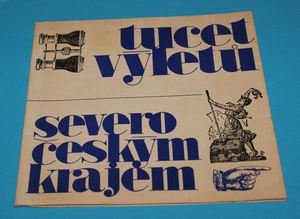 tucet
výletů
severo
českým
krajem